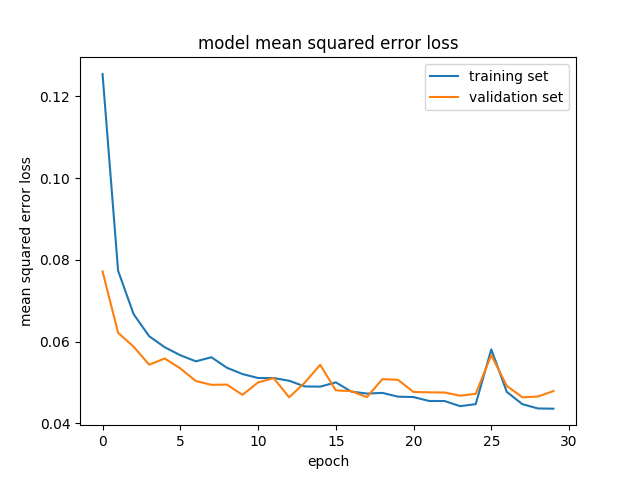 model mean squared error loss
training set
validation set
mean squared error loss
0.12
0.10
0.08
0.06
0.04
0 5 10 15 20 25 30
epoch